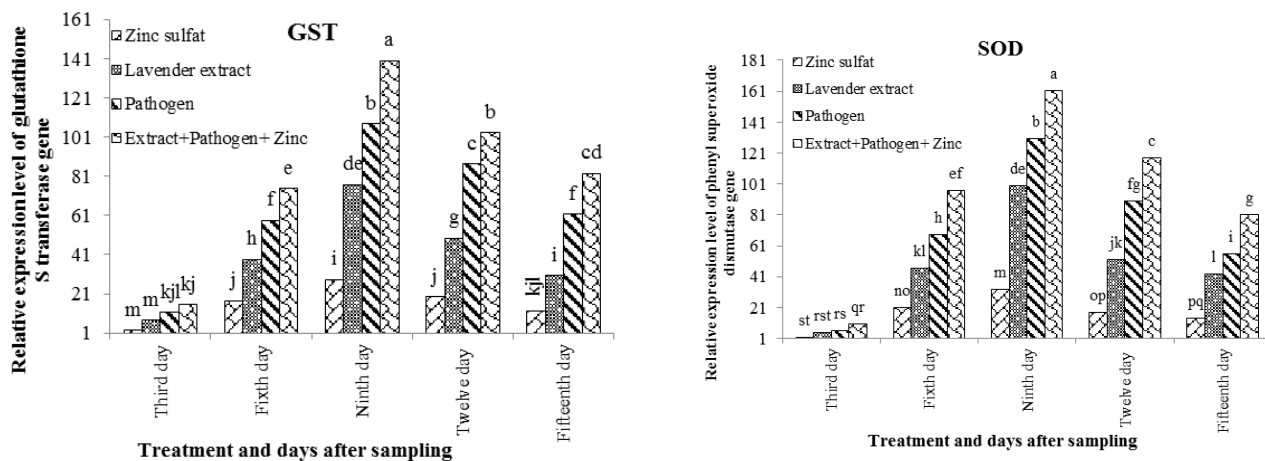 GST
Relative expression level of glutathione
S transferase gene
161
141
121
101
81
61
41
21
1
Zinc sulfat
Lavender extract
Pathogen
Extract+Pathogen+ Zinc
m
m
kjl
kj
j
h
f
e
i
de
b
a
j
g
c
b
kjl
i
f
cd
Third day
Fixth day
Ninth day
Twelve day
Fifteenth day
Treatment and days after sampling
SOD
Relative expression level of phenyl superoxide
dismutase gene
181
161
141
121
101
81
61
41
21
1
Zinc sulfat
Lavender extract
Pathogen
Extract+Pathogen+ Zinc
st
rst
rs
qr
no
kl
h
ef
m
de
b
a
op
jk
fg
c
pq
l
i
g
Third day
Fixth day
Ninth day
Twelve day
Fifteenth day
Treatment and days after sampling